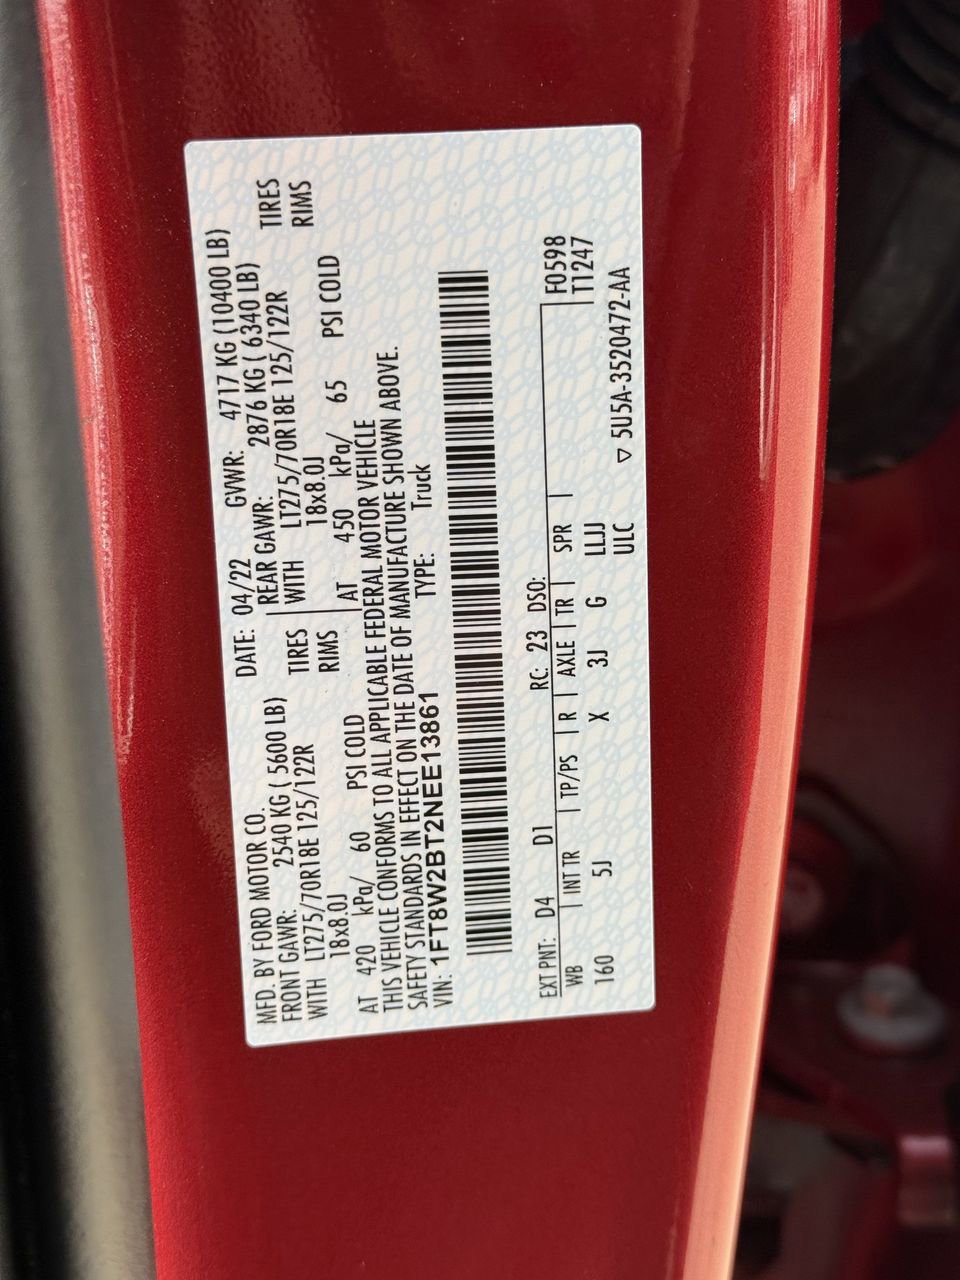 MFD. BY FORD MOTOR CO.
DATE: 04/22 GVWR: 4717 KG (10400 LB)
FRONT GAWR: 2540 KG ( 5600 LB)
REAR GAWR: 2876 KG ( 6340 LB)
WITH LT275/70R18E 125/122R TIRES
WITH LT275/70R18E 125/122R TIRES
18x8.0J RIMS
18x8.0J RIMS
AT 420 kPa/ 60 PSI COLD
AT 450 kPa/ 65 PSI COLD
THIS VEHICLE CONFORMS TO ALL APPLICABLE FEDERAL MOTOR VEHICLE
SAFETY STANDARDS IN EFFECT ON THE DATE OF MANUFACTURE SHOWN ABOVE.
VIN: 1FT8W2BT2NEE13861 TYPE: Truck
EXT PNT: D4 D1 RC: 23 DSO: F0598
WB | INT TR | TP/PS | R | AXLE | TR | SPR | T1247
160 5J X 3J G LLJJ
ULC ▽ 5U5A-3520472-AA